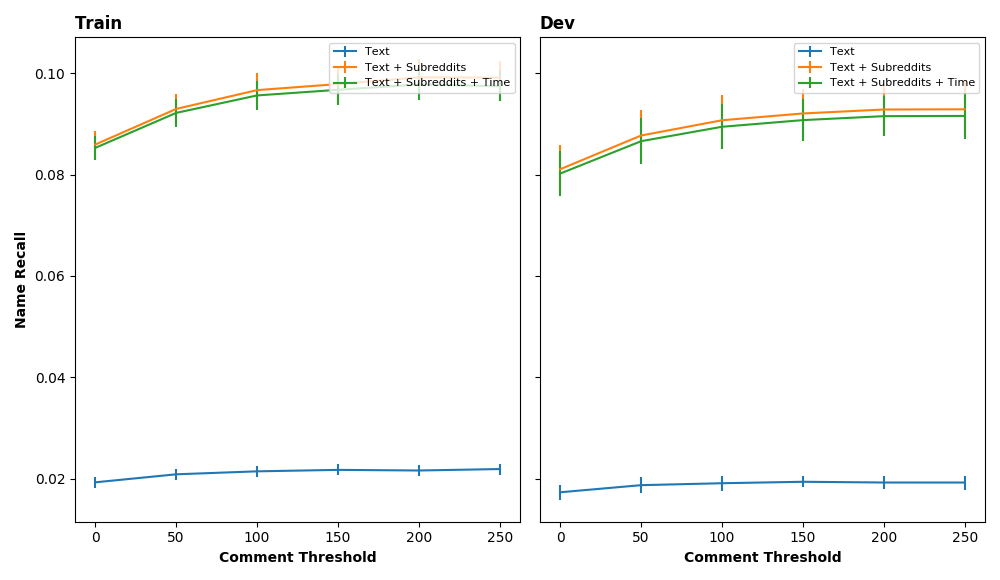 Train
Text
Text + Subreddits
Text + Subreddits + Time
0.10
0.08
0.06
0.04
0.02
Name Recall
0 50 100 150 200 250
Comment Threshold
Dev
Text
Text + Subreddits
Text + Subreddits + Time
0 50 100 150 200 250
Comment Threshold